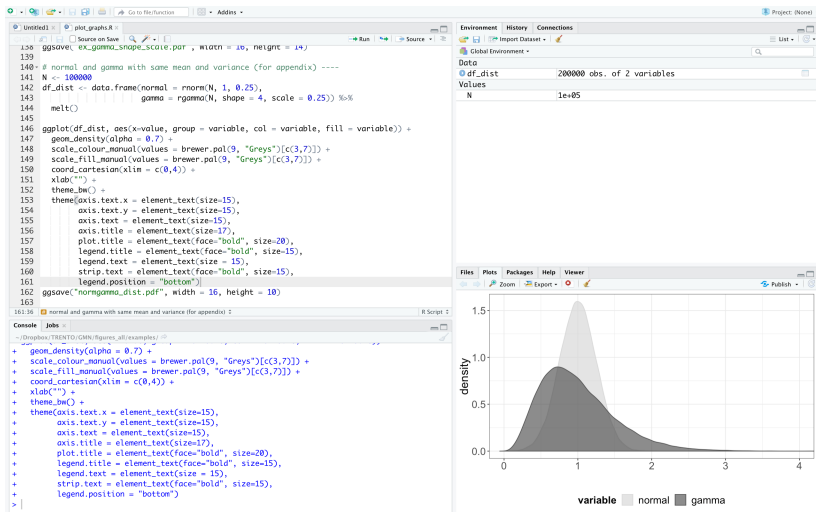 Go to file/function
Addins
Project: (None)
Untitled1 ×
plot_graphs.R ×
Source on Save
Run
Source
138 ggsave("ex_gamma_shape_scale.pdf", width = 16, height = 14)
139
140 # normal and gamma with same mean and variance (for appendix) ----
141 N <- 100000
142 df_dist <- data.frame(normal = rnorm(N, 1, 0.25),
143 gamma = rgamma(N, shape = 4, scale = 0.25)) %>%
144 melt()
145
146 ggplot(df_dist, aes(x=value, group = variable, col = variable, fill = variable)) +
147 geom_density(alpha = 0.7) +
148 scale_colour_manual(values = brewer.pal(9, "Greys")[c(3,7)]) +
149 scale_fill_manual(values = brewer.pal(9, "Greys")[c(3,7)]) +
150 coord_cartesian(xlim = c(0,4)) +
151 xlab("") +
152 theme_bw() +
153 theme(axis.text.x = element_text(size=15),
154 axis.text.y = element_text(size=15),
155 axis.text = element_text(size=15),
156 axis.title = element_text(size=17),
157 plot.title = element_text(face="bold", size=20),
158 legend.title = element_text(face="bold", size=15),
159 legend.text = element_text(size = 15),
160 strip.text = element_text(face="bold", size=15),
161 legend.position = "bottom")
162 ggsave("normgamma_dist.pdf", width = 16, height = 10)
163
161:36 normal and gamma with same mean and variance (for appendix)
R Script
Console Jobs ×
~/Dropbox/TRENTO/GMN/figures_all/examples/
+ geom_density(alpha = 0.7) +
+ scale_colour_manual(values = brewer.pal(9, "Greys")[c(3,7)]) +
+ scale_fill_manual(values = brewer.pal(9, "Greys")[c(3,7)]) +
+ coord_cartesian(xlim = c(0,4)) +
+ xlab("") +
+ theme_bw() +
+ theme(axis.text.x = element_text(size=15),
+ axis.text.y = element_text(size=15),
+ axis.text = element_text(size=15),
+ axis.title = element_text(size=17),
+ plot.title = element_text(face="bold", size=20),
+ legend.title = element_text(face="bold", size=15),
+ legend.text = element_text(size = 15),
+ strip.text = element_text(face="bold", size=15),
+ legend.position = "bottom")
>
Environment History Connections
Import Dataset
List
Global Environment
Data
df_dist 200000 obs. of 2 variables
Values
N 1e+05
Files Plots Packages Help Viewer
Zoom Export Publish
density
1.5
1.0
0.5
0.0
0 1 2 3 4
variable normal gamma